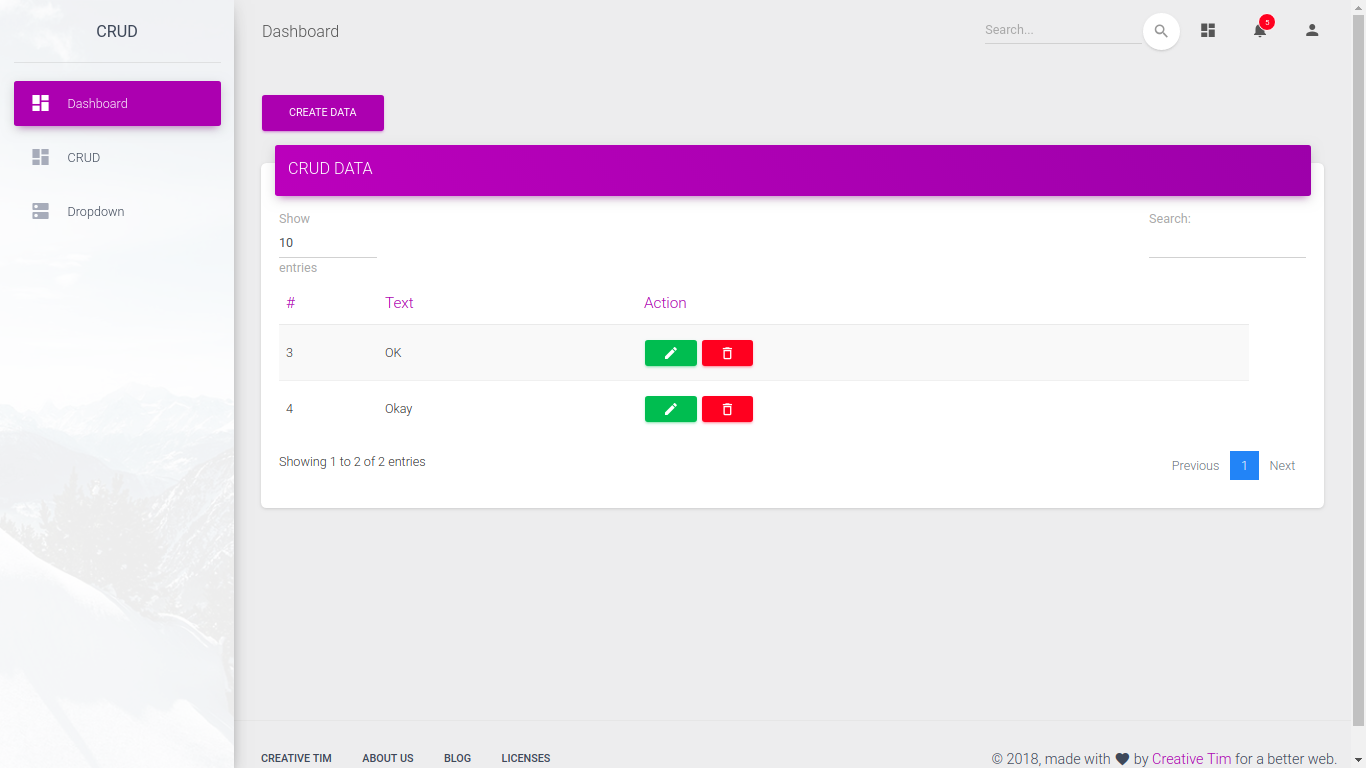 CRUD
Dashboard
CRUD
Dropdown
Dashboard
Search...
5
CREATE DATA
CRUD DATA
Show
10
entries
Search:
# Text Action
3 OK
4 Okay
Showing 1 to 2 of 2 entries
Previous 1 Next
CREATIVE TIM ABOUT US BLOG LICENSES
© 2018, made with ♥ by Creative Tim for a better web.